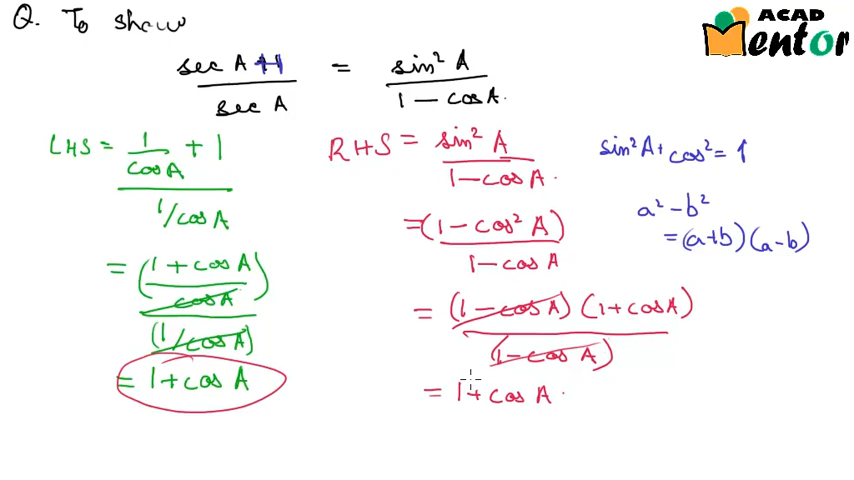 Q. To show
ACAD
Mentor
sec A +1 / sec A = sin² A / 1 - cos A.
LHS = 1/cos A + 1 / 1/cos A
= (1 + cos A / cos A) / (1/cos A)
= 1 + cos A
RHS = sin² A / 1 - cos A.
= (1 - cos² A) / 1 - cos A
= (1 - cos A) (1 + cos A) / (1 - cos A)
= 1 + cos A.
sin² A + cos² = 1
a² - b²
= (a+b) (a-b)